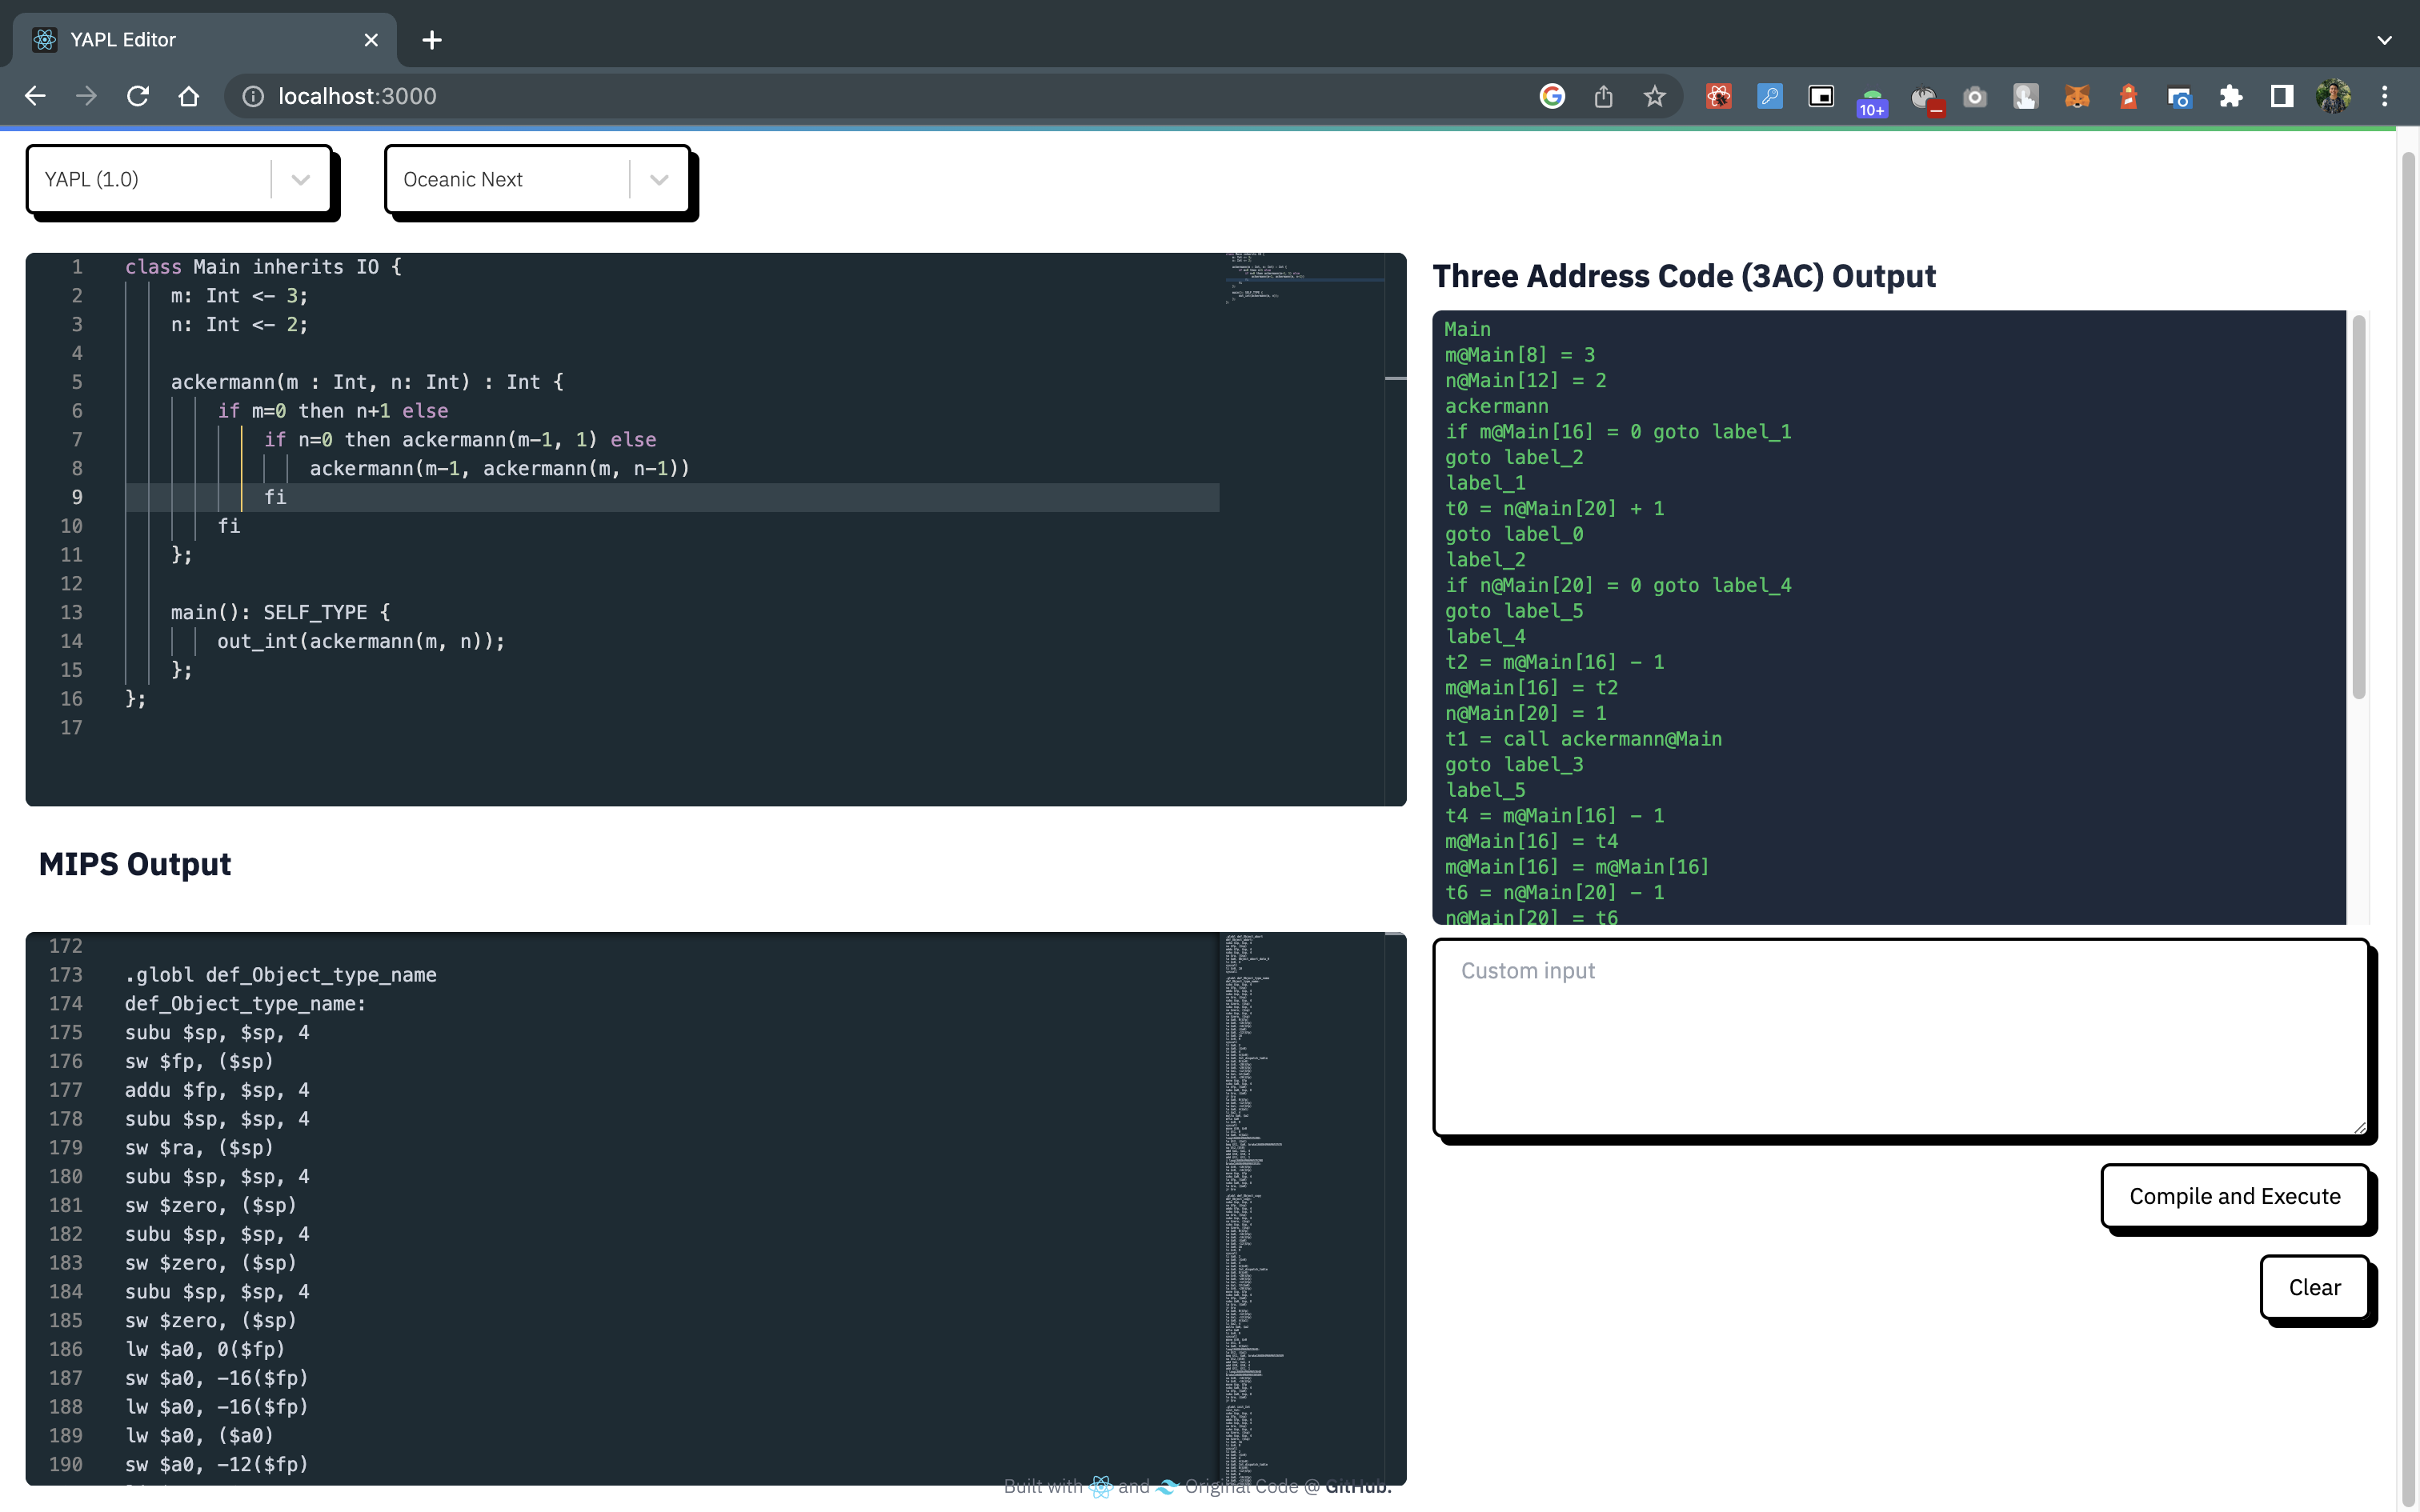 YAPL Editor
localhost:3000
10+
YAPL (1.0)
Oceanic Next
1 class Main inherits IO {
2 m: Int <- 3;
3 n: Int <- 2;
4
5 ackermann(m : Int, n: Int) : Int {
6 if m=0 then n+1 else
7 if n=0 then ackermann(m-1, 1) else
8 ackermann(m-1, ackermann(m, n-1))
9 fi
10 fi
11 };
12
13 main(): SELF_TYPE {
14 out_int(ackermann(m, n));
15 };
16 };
17
MIPS Output
172
173 .globl def_Object_type_name
174 def_Object_type_name:
175 subu $sp, $sp, 4
176 sw $fp, ($sp)
177 addu $fp, $sp, 4
178 subu $sp, $sp, 4
179 sw $ra, ($sp)
180 subu $sp, $sp, 4
181 sw $zero, ($sp)
182 subu $sp, $sp, 4
183 sw $zero, ($sp)
184 subu $sp, $sp, 4
185 sw $zero, ($sp)
186 lw $a0, 0($fp)
187 sw $a0, -16($fp)
188 lw $a0, -16($fp)
189 lw $a0, ($a0)
190 sw $a0, -12($fp)
Three Address Code (3AC) Output
Main
m@Main[8] = 3
n@Main[12] = 2
ackermann
if m@Main[16] = 0 goto label_1
goto label_2
label_1
t0 = n@Main[20] + 1
goto label_0
label_2
if n@Main[20] = 0 goto label_4
goto label_5
label_4
t2 = m@Main[16] - 1
m@Main[16] = t2
n@Main[20] = 1
t1 = call ackermann@Main
goto label_3
label_5
t4 = m@Main[16] - 1
m@Main[16] = t4
m@Main[16] = m@Main[16]
t6 = n@Main[20] - 1
n@Main[20] = t6
Custom input
Compile and Execute
Clear
Built with and Original Code @ GitHub.